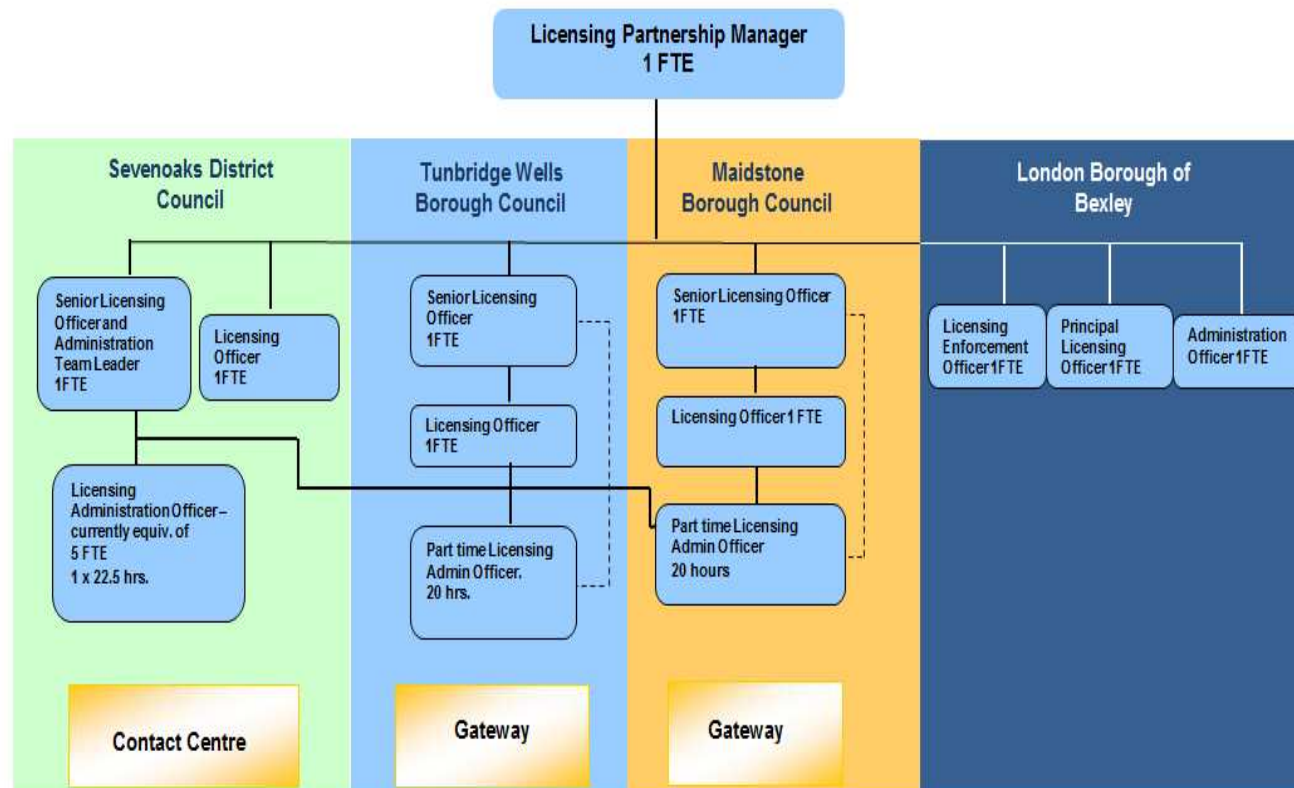 Licensing Partnership Manager
1 FTE
Sevenoaks District
Council
Tunbridge Wells
Borough Council
Maidstone
Borough Council
London Borough of
Bexley
Senior Licensing
Officer and
Administration
Team Leader
1FTE
Licensing
Officer
1FTE
Senior Licensing
Officer
1FTE
Senior Licensing Officer
1FTE
Licensing
Enforcement
Officer 1FTE
Principal
Licensing
Officer 1FTE
Administration
Officer 1FTE
Licensing Officer
1FTE
Licensing Officer 1 FTE
Licensing
Administration Officer –
currently equiv. of
5 FTE
1 x 22.5 hrs.
Part time Licensing
Admin Officer.
20 hrs.
Part time Licensing
Admin Officer
20 hours
Contact Centre
Gateway
Gateway